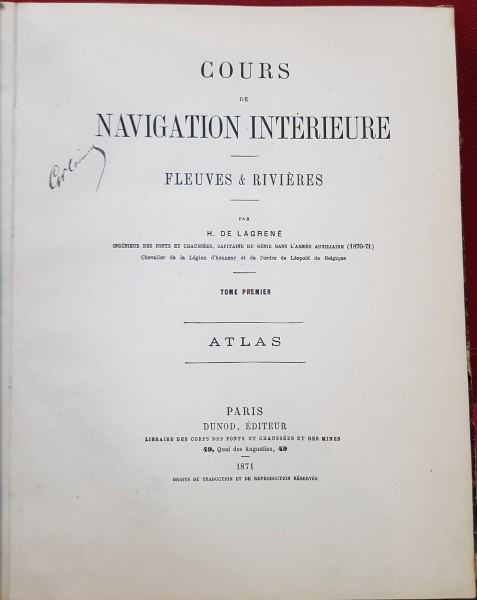 COURS
DE
NAVIGATION INTÉRIEURE
FLEUVES & RIVIÈRES
PAR
H. DE LAGRENÉ
INGÉNIEUR DES PONTS ET CHAUSSÉES, CAPITAINE DU GÉNIE DANS L'ARMÉE AUXILIAIRE (1870-71)
Chevalier de la Légion d'honneur et de l'ordre de Léopold de Belgique
TOME PREMIER
ATLAS
PARIS
DUNOD, ÉDITEUR
LIBRAIRE DES CORPS DES PONTS ET CHAUSSÉES ET DES MINES
49, Quai des Augustins, 49
1871
DROITS DE TRADUCTION ET DE REPRODUCTION RÉSERVÉS